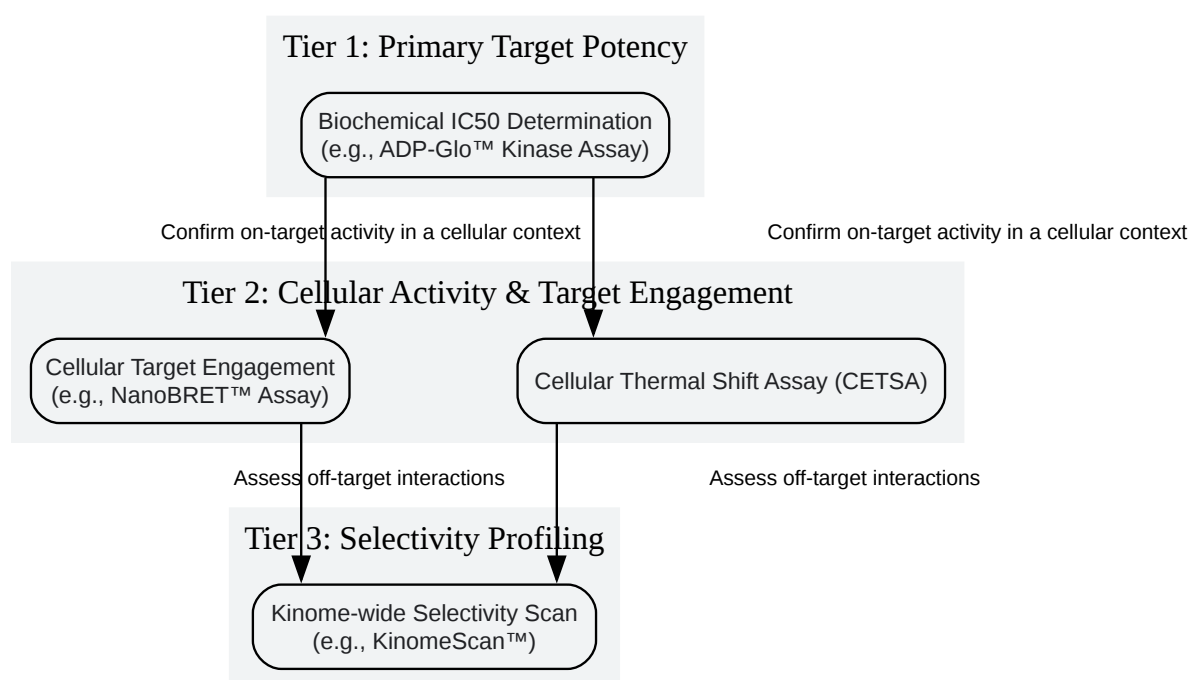 Tier 1: Primary Target Potency
Biochemical IC50 Determination
(e.g., ADP-Glo™ Kinase Assay)
Confirm on-target activity in a cellular context
Confirm on-target activity in a cellular context
Tier 2: Cellular Activity & Target Engagement
Cellular Target Engagement
(e.g., NanoBRET™ Assay)
Cellular Thermal Shift Assay (CETSA)
Assess off-target interactions
Assess off-target interactions
Tier 3: Selectivity Profiling
Kinome-wide Selectivity Scan
(e.g., KinomeScan™)